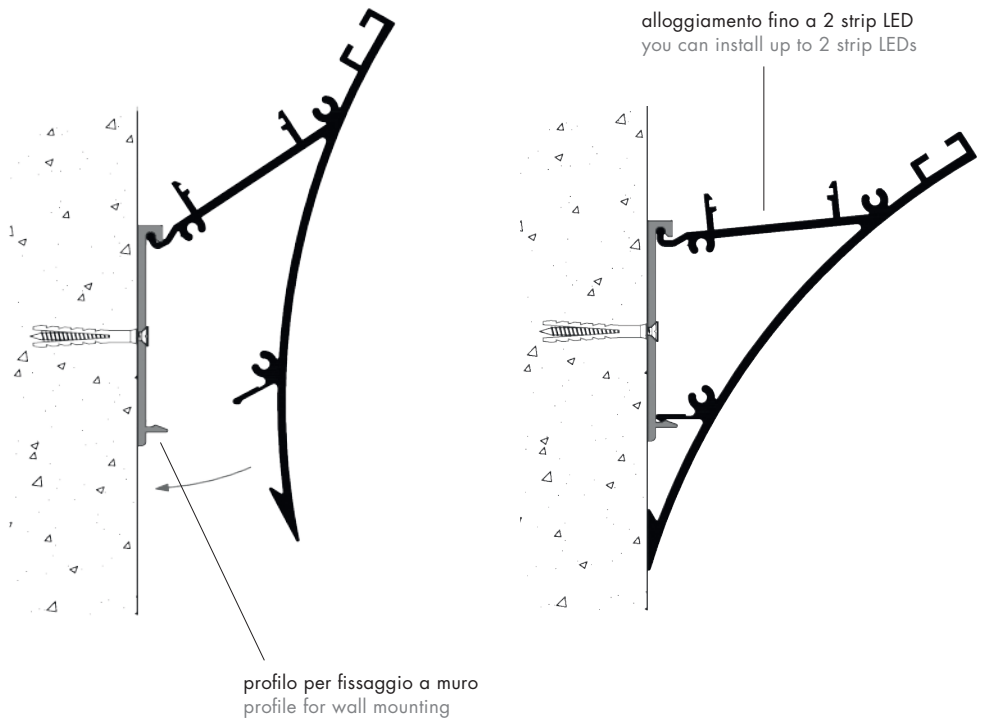 alloggiamento fino a 2 strip LED
you can install up to 2 strip LEDs
profilo per fissaggio a muro
profile for wall mounting